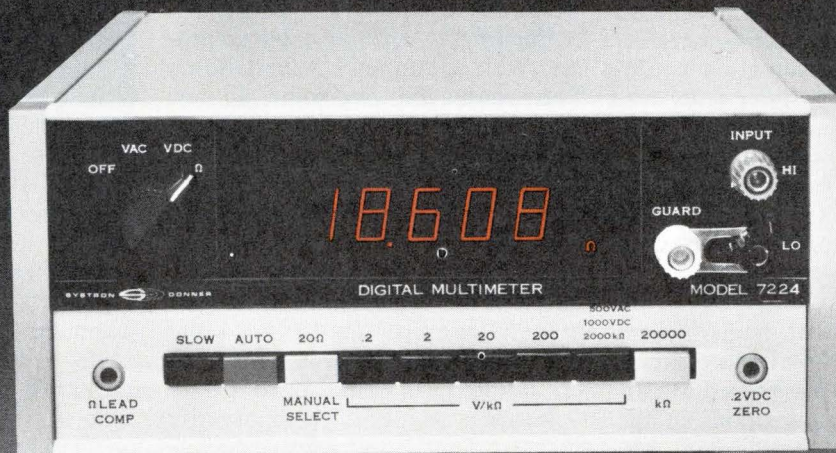 VAC VDC
OFF Ω
18.608 Ω
INPUT
HI
GUARD
LO
SYSTRON DONNER
DIGITAL MULTIMETER
MODEL 7224
SLOW AUTO 20Ω .2 2 20 200 500VAC 1000VDC 2000kΩ 20000
Ω LEAD COMP
MANUAL SELECT
V/kΩ
kΩ
.2VDC ZERO